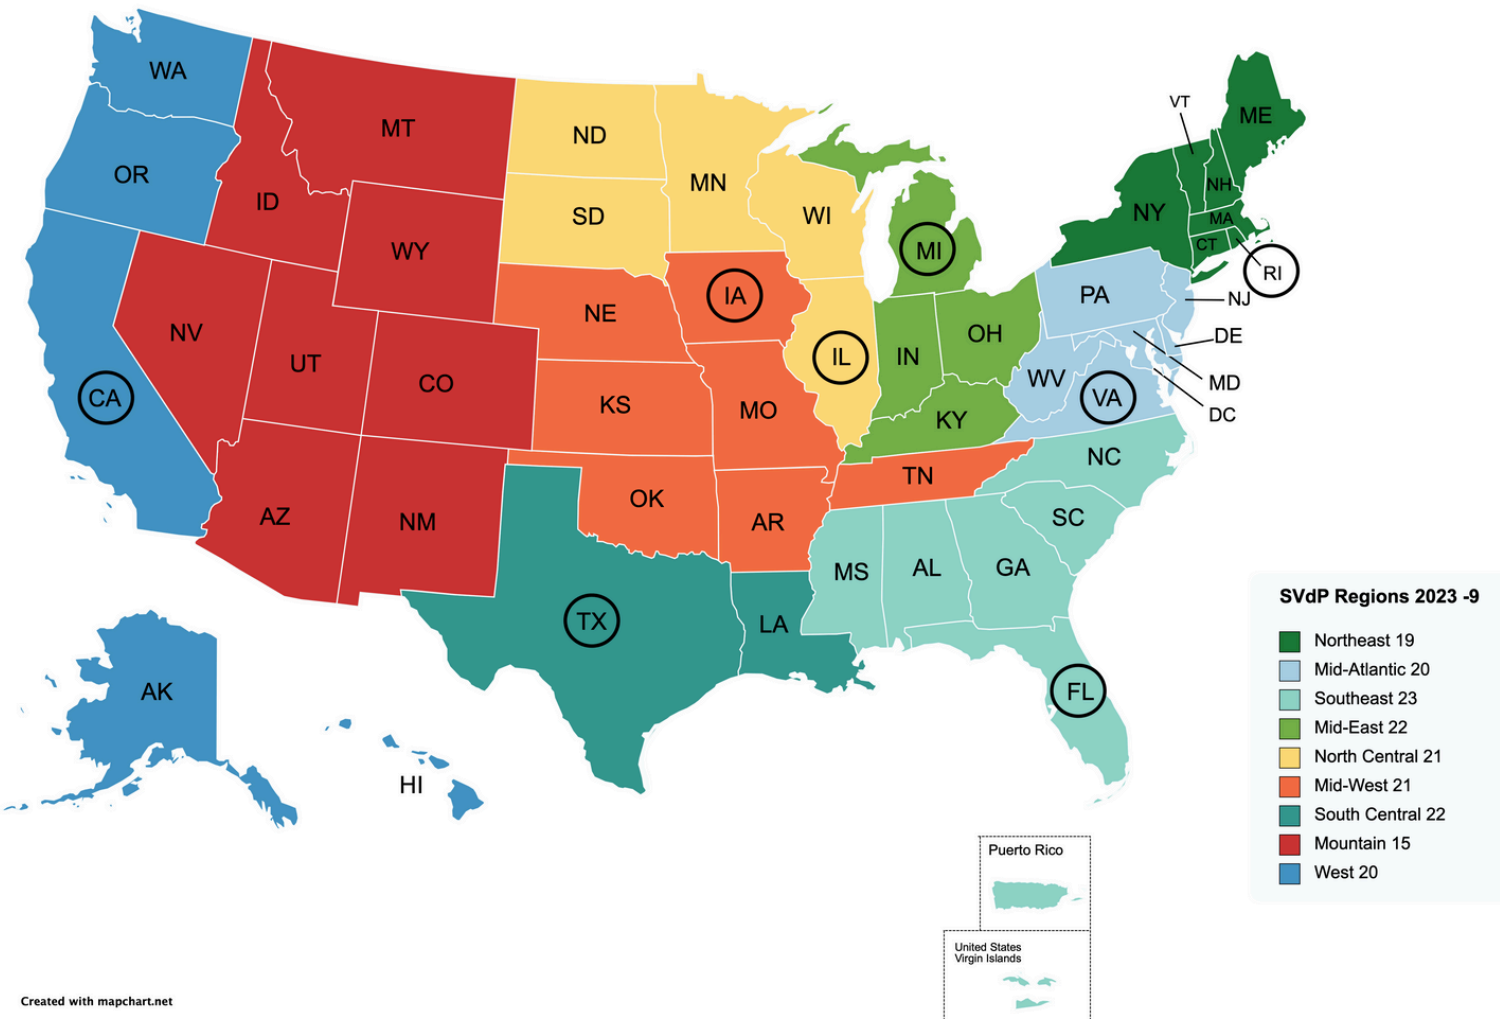 WA
OR
MT
ID
WY
ND
SD
MN
WI
VT
ME
NH
NY
MA
CT
RI
MI
NE
IA
PA
NJ
NV
UT
CO
KS
MO
IL
IN
OH
WV
VA
DE
MD
DC
CA
KY
AZ
NM
OK
AR
TN
NC
SC
TX
LA
MS
AL
GA
FL
AK
HI
SVdP Regions 2023 -9
Northeast 19
Mid-Atlantic 20
Southeast 23
Mid-East 22
North Central 21
Mid-West 21
South Central 22
Mountain 15
West 20
Puerto Rico
United States
Virgin Islands
Created with mapchart.net